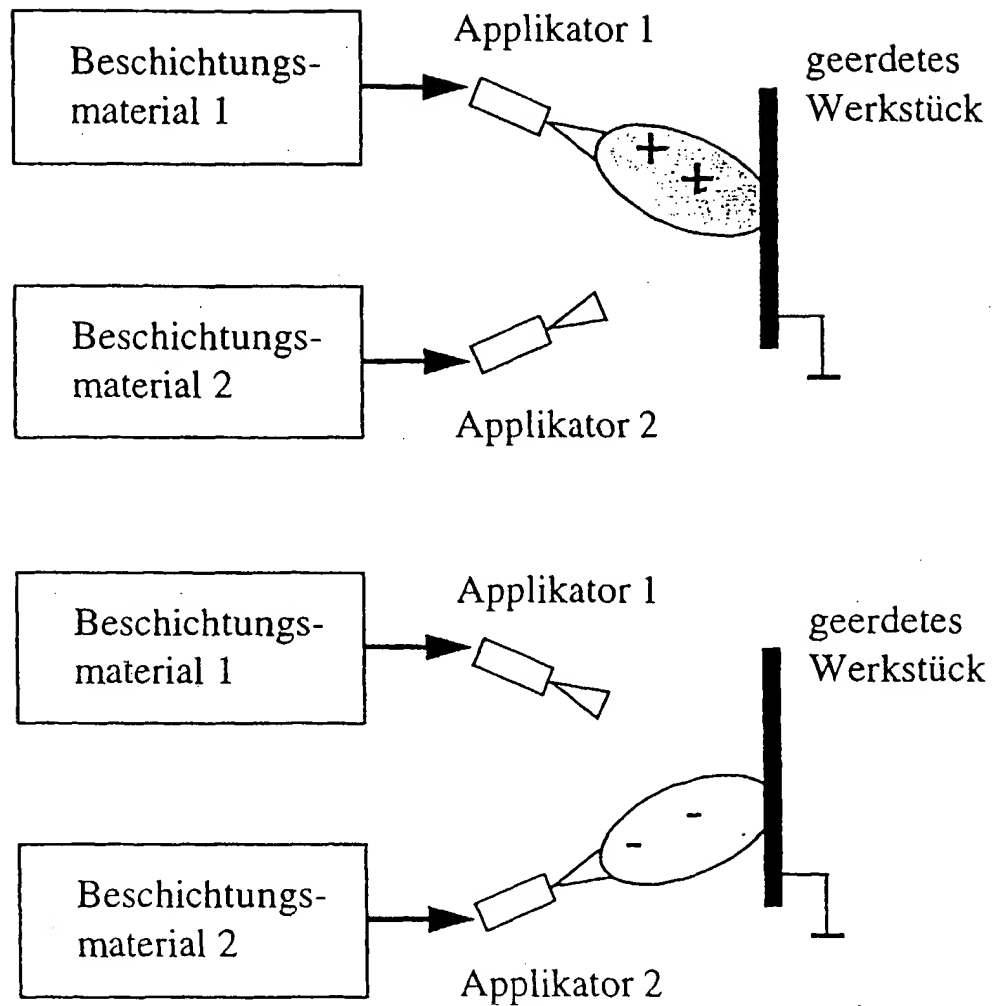 Applikator 1
Beschichtungs-
material 1
geerdetes
Werkstück
+
+
Beschichtungs-
material 2
Applikator 2
Applikator 1
Beschichtungs-
material 1
geerdetes
Werkstück
-
-
Beschichtungs-
material 2
Applikator 2